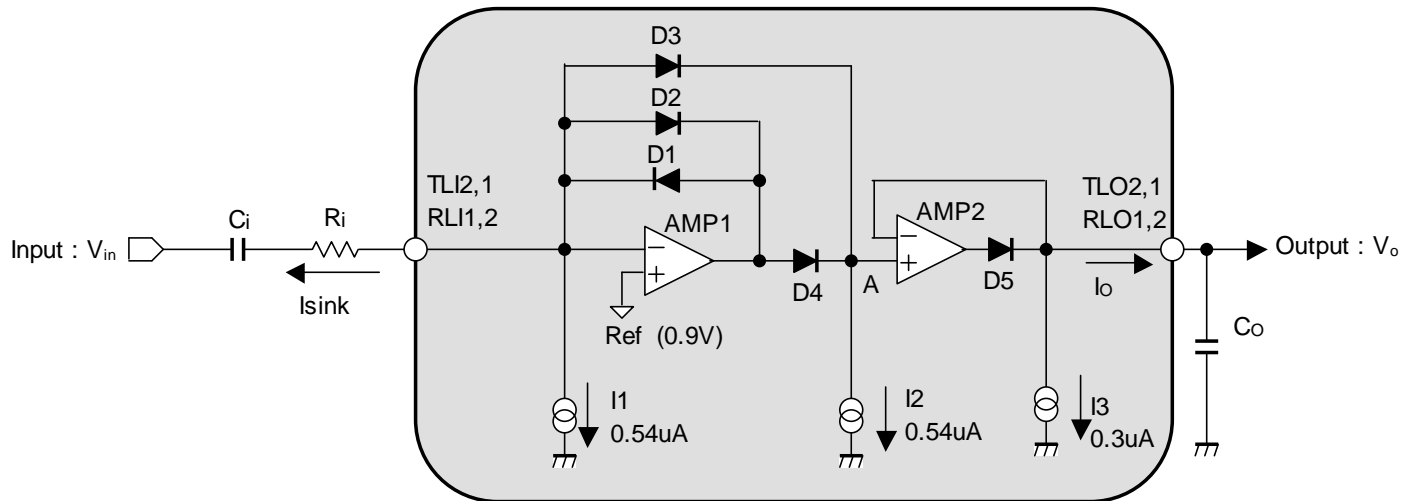 D3
D2
D1
TLI2,1
RLI1,2
TLO2,1
RLO1,2
Ci
Ri
AMP1
AMP2
Input : Vin
−
+
−
+
Output : Vo
D4
A
D5
IO
Isink
Ref (0.9V)
CO
I1
0.54uA
I2
0.54uA
I3
0.3uA